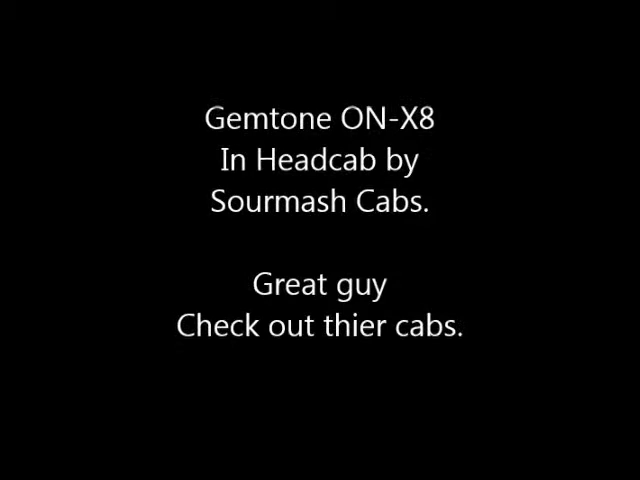 Gemtone ON-X8
In Headcab by
Sourmash Cabs.
Great guy
Check out thier cabs.